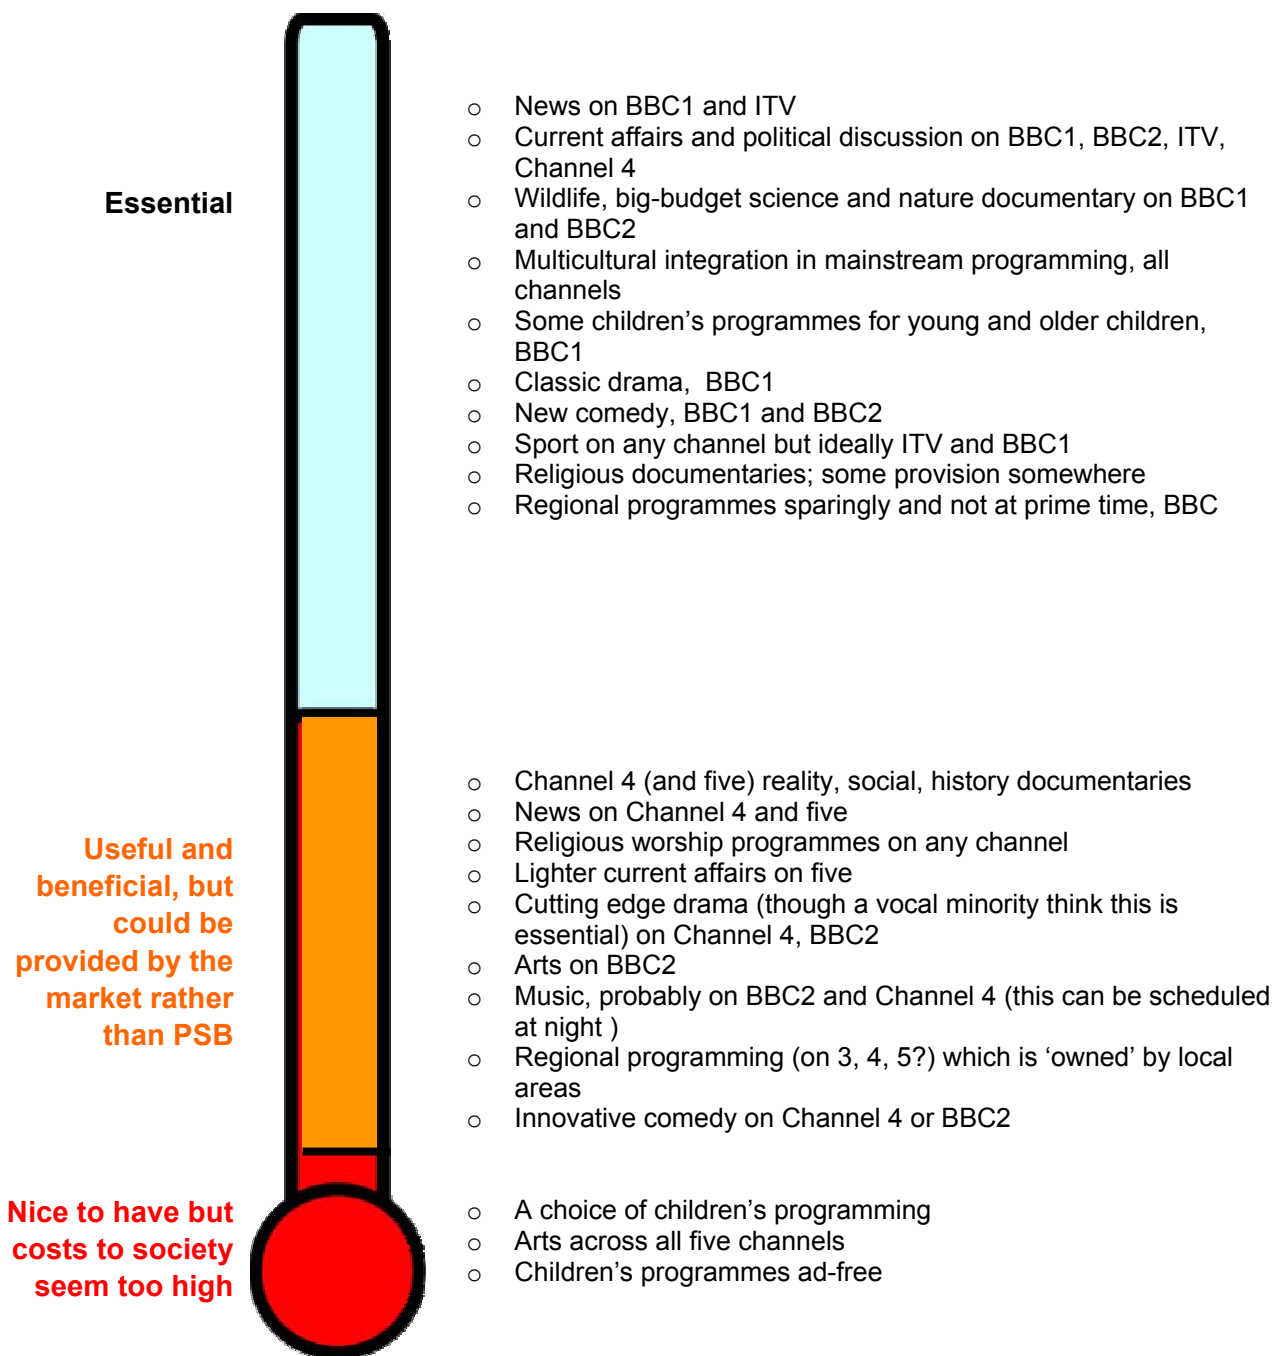 Essential
o News on BBC1 and ITV
o Current affairs and political discussion on BBC1, BBC2, ITV,
Channel 4
o Wildlife, big-budget science and nature documentary on BBC1
and BBC2
o Multicultural integration in mainstream programming, all
channels
o Some children’s programmes for young and older children,
BBC1
o Classic drama, BBC1
o New comedy, BBC1 and BBC2
o Sport on any channel but ideally ITV and BBC1
o Religious documentaries; some provision somewhere
o Regional programmes sparingly and not at prime time, BBC
Useful and
beneficial, but
could be
provided by the
market rather
than PSB
o Channel 4 (and five) reality, social, history documentaries
o News on Channel 4 and five
o Religious worship programmes on any channel
o Lighter current affairs on five
o Cutting edge drama (though a vocal minority think this is
essential) on Channel 4, BBC2
o Arts on BBC2
o Music, probably on BBC2 and Channel 4 (this can be scheduled
at night )
o Regional programming (on 3, 4, 5?) which is ‘owned’ by local
areas
o Innovative comedy on Channel 4 or BBC2
Nice to have but
costs to society
seem too high
o A choice of children’s programming
o Arts across all five channels
o Children’s programmes ad-free